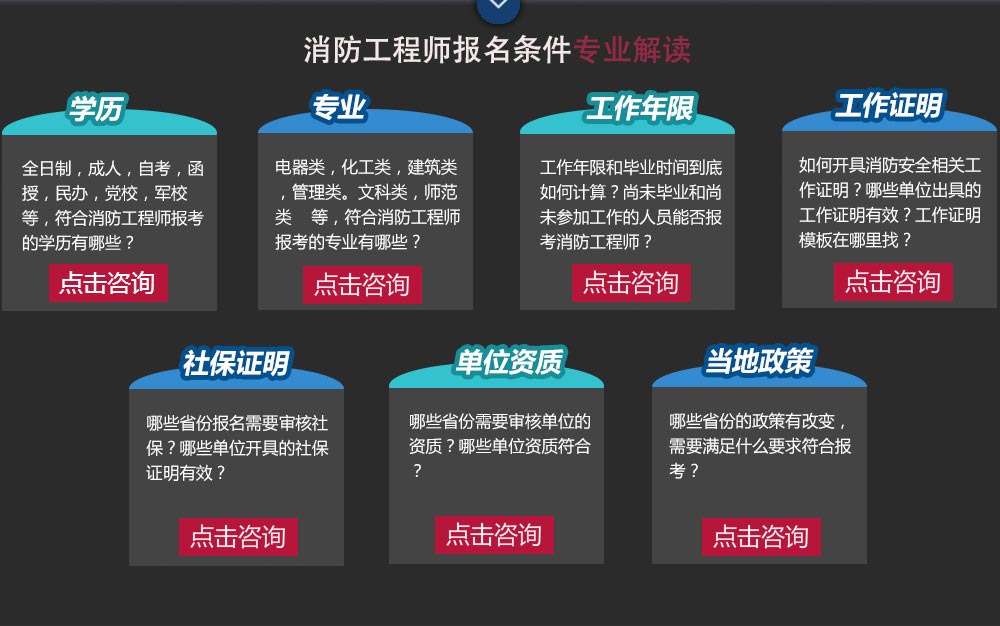 消防工程师报名条件专业解读
学历
全日制，成人，自考，函
授，民办，党校，军校
等，符合消防工程师报考
的学历有哪些？
点击咨询
专业
电器类，化工类，建筑类
，管理类。文科类，师范
类 等，符合消防工程师
报考的专业有哪些？
点击咨询
工作年限
工作年限和毕业时间到底
如何计算？尚未毕业和尚
未参加工作的人员能否报
考消防工程师？
点击咨询
工作证明
如何开具消防安全相关工
作证明？哪些单位出具的
工作证明有效？工作证明
模板在哪里找？
点击咨询
社保证明
哪些省份报名需要审核社
保？哪些单位开具的社保
证明有效？
点击咨询
单位资质
哪些省份需要审核单位的
资质？哪些单位资质符合
？
点击咨询
当地政策
哪些省份的政策有改变，
需要满足什么要求符合报
考？
点击咨询